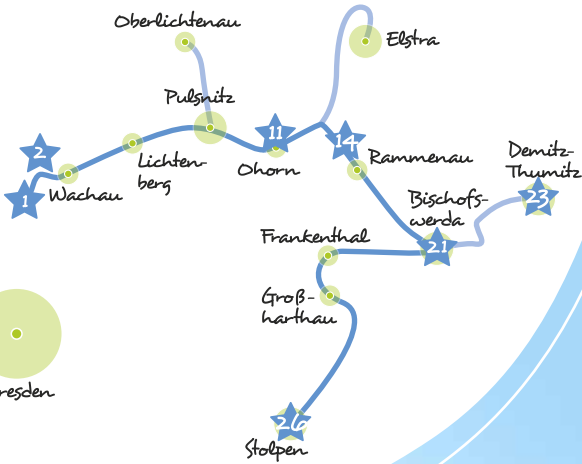 Oberlichtenau
Elstra
Pulsnitz
11
14
2
Lichten-
berg
Ohorn
Rammenau
Demitz-
Thumitz
1
Wachau
Bischofs-
werda
23
21
Frankenthal
Groß-
harthau
resden
26
Stolpen